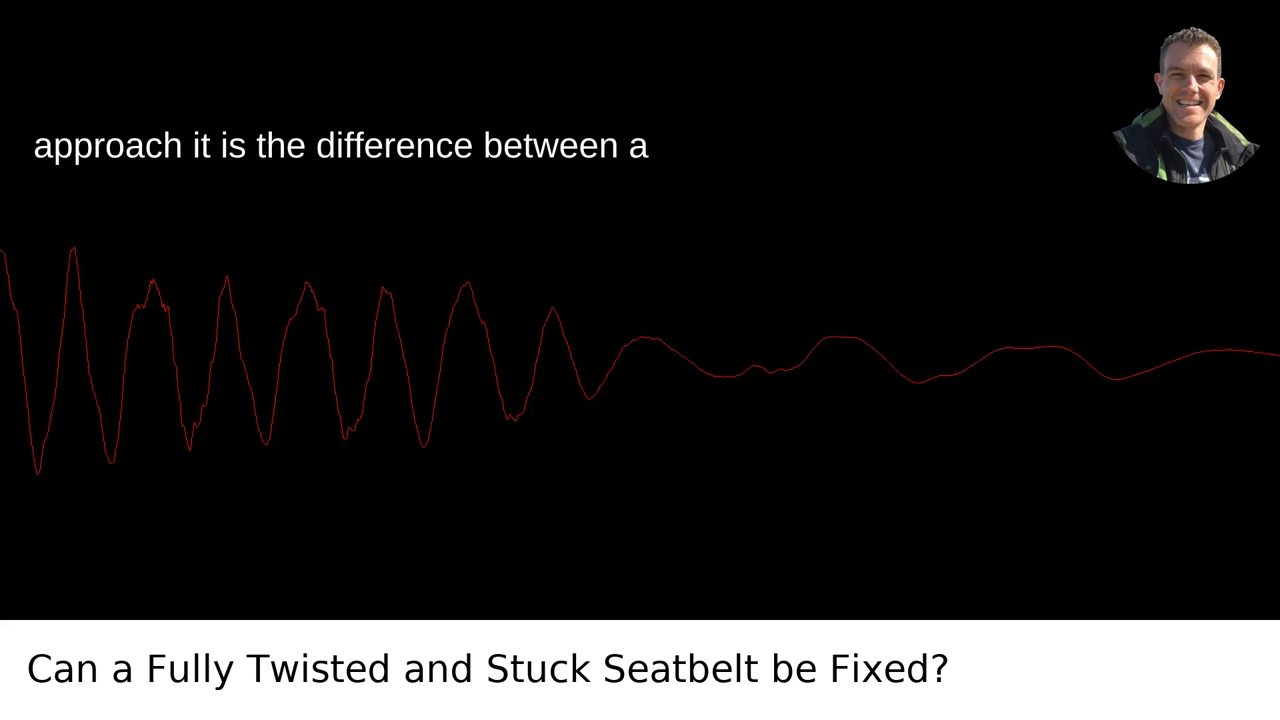 approach it is the difference between a
Can a Fully Twisted and Stuck Seatbelt be Fixed?